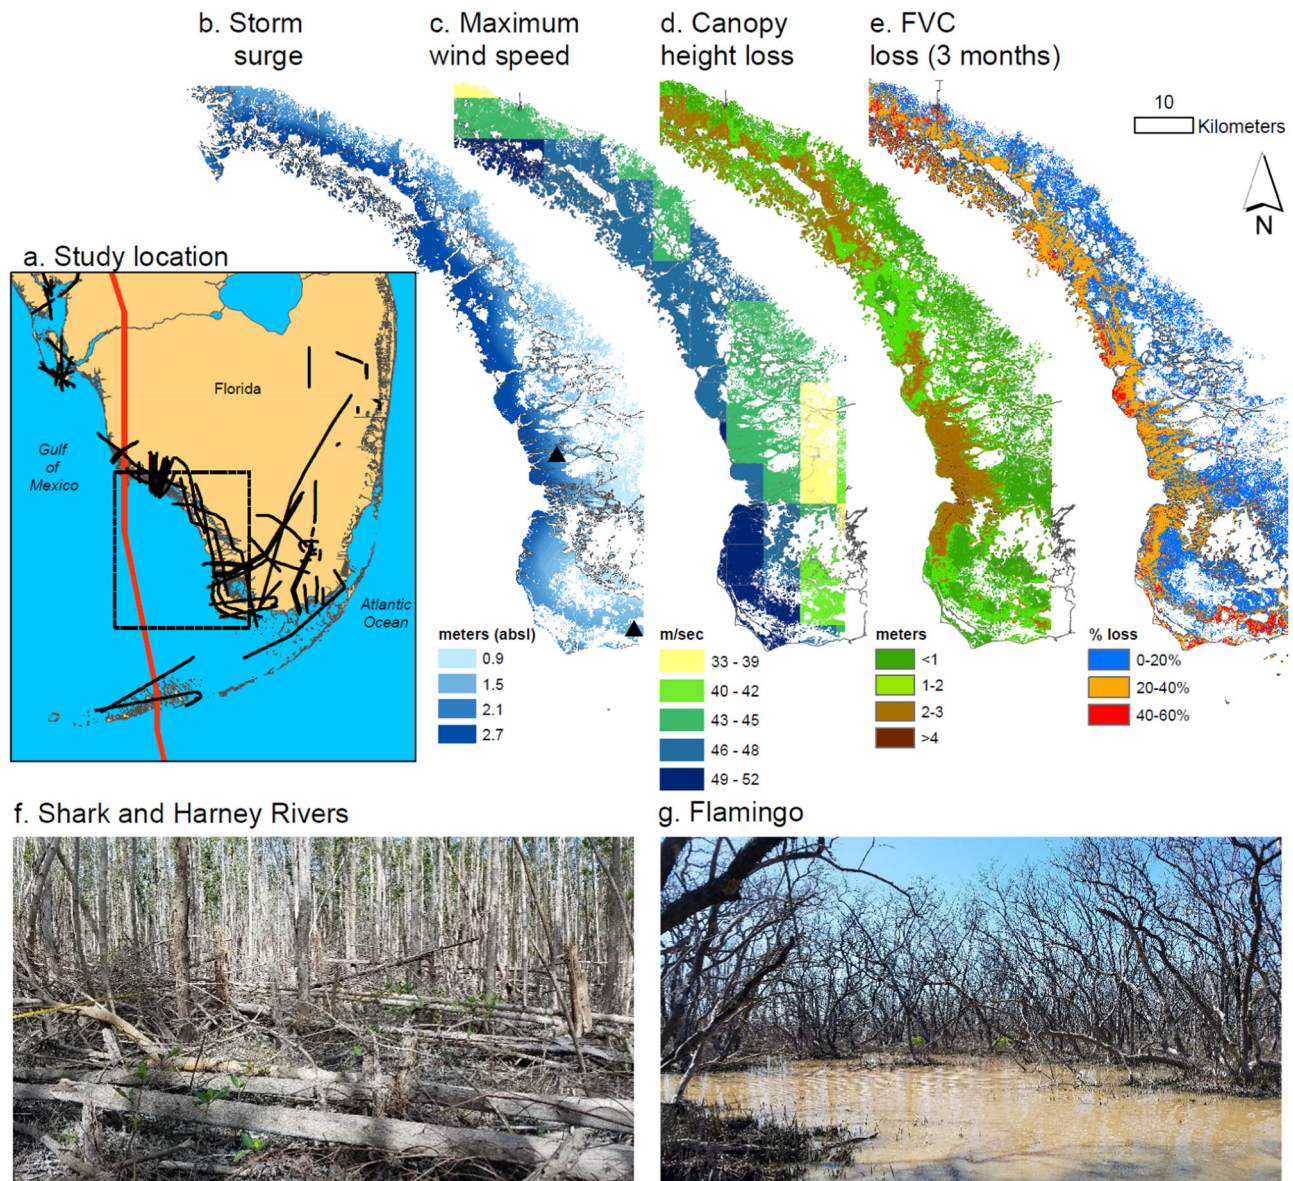 b. Storm
surge
c. Maximum
wind speed
d. Canopy
height loss
e. FVC
loss (3 months)
10
Kilometers
N
a. Study location
Florida
Gulf
of
Mexico
Atlantic
Ocean
meters (absl)
0.9
1.5
2.1
2.7
m/sec
33 - 39
40 - 42
43 - 45
46 - 48
49 - 52
meters
<1
1-2
2-3
>4
% loss
0-20%
20-40%
40-60%
f. Shark and Harney Rivers
g. Flamingo